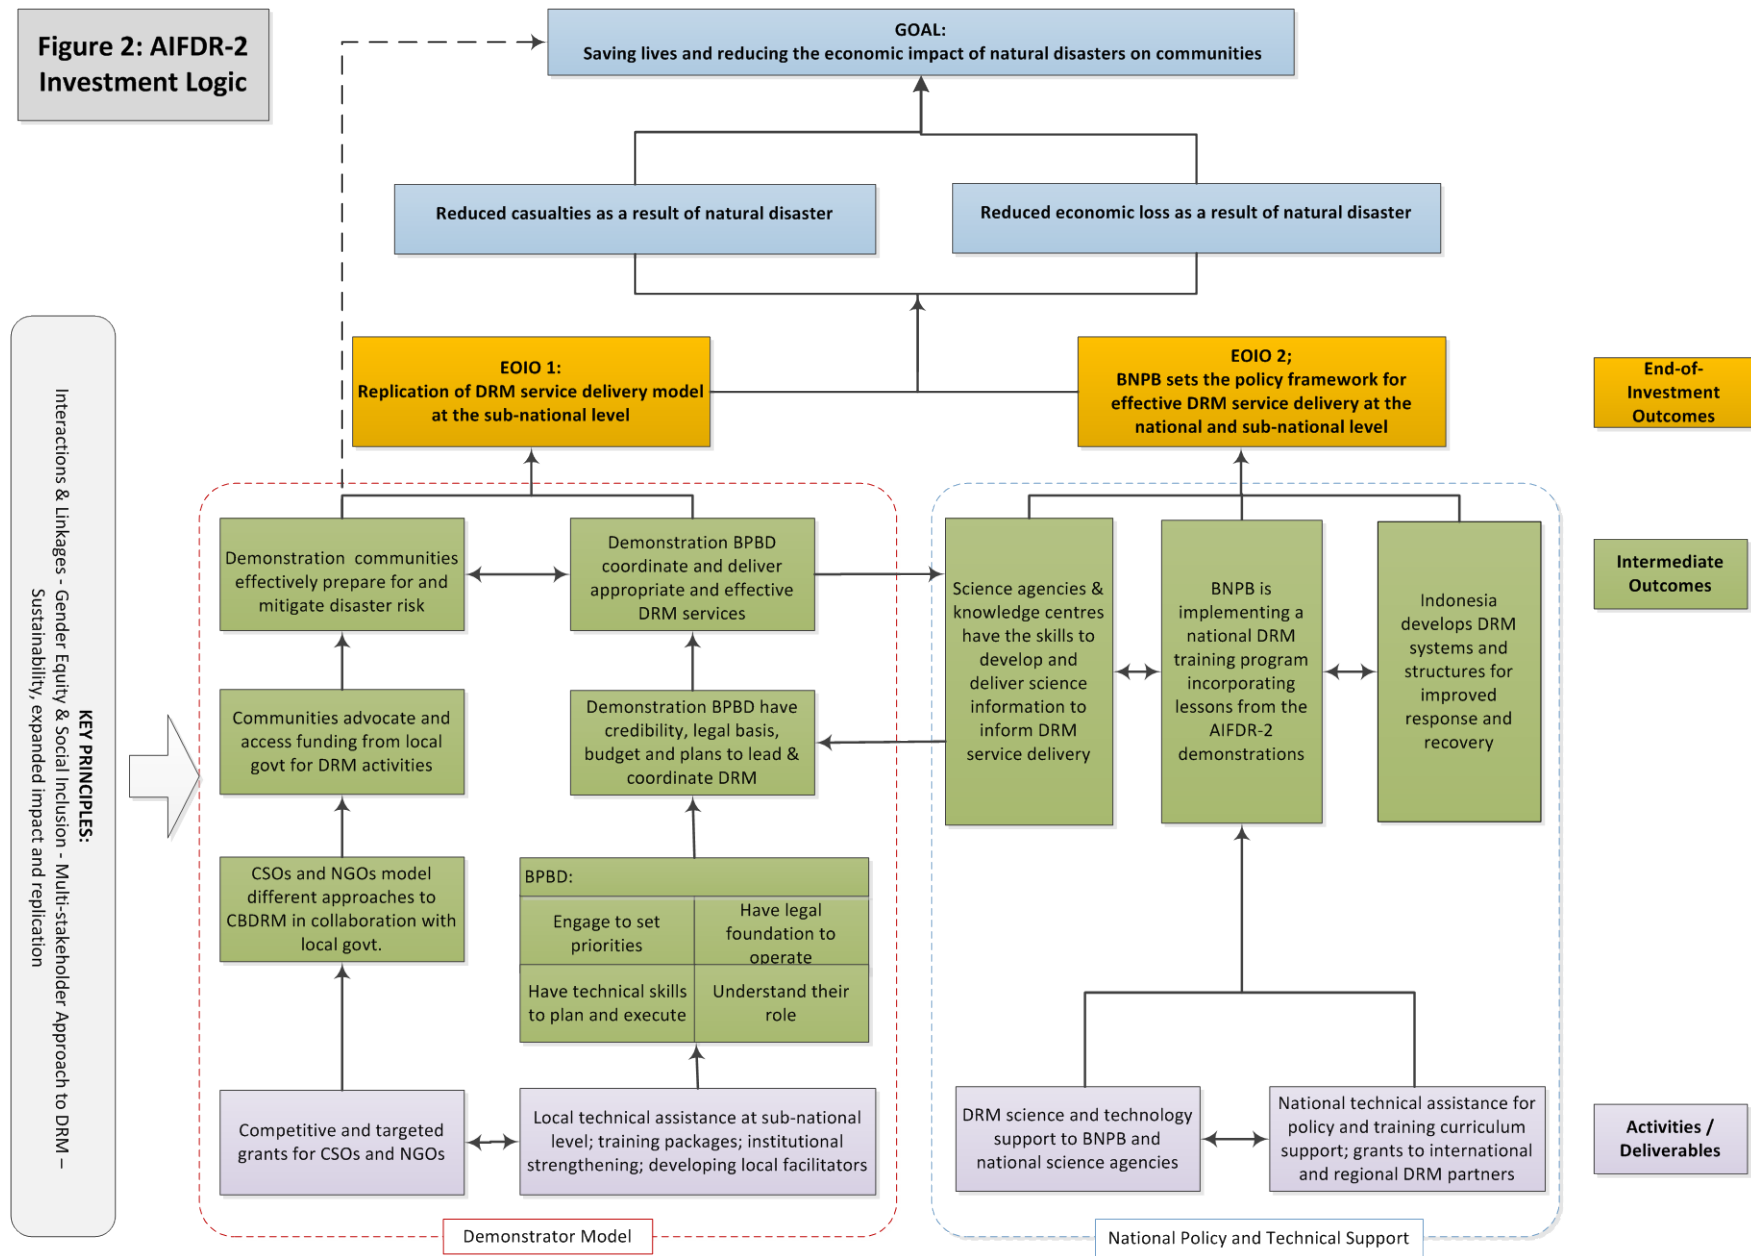 Figure 2: AIFDR-2
Investment Logic
GOAL:
Saving lives and reducing the economic impact of natural disasters on communities
Reduced casualties as a result of natural disaster
Reduced economic loss as a result of natural disaster
EOIO 1:
Replication of DRM service delivery model
at the sub-national level
EOIO 2;
BNPB sets the policy framework for
effective DRM service delivery at the
national and sub-national level
End-of-
Investment
Outcomes
KEY PRINCIPLES:
Interactions & Linkages - Gender Equity & Social Inclusion - Multi-stakeholder Approach to DRM –
Sustainability, expanded impact and replication
Demonstration communities
effectively prepare for and
mitigate disaster risk
Demonstration BPBD
coordinate and deliver
appropriate and effective
DRM services
Science agencies &
knowledge centres
have the skills to
develop and
deliver science
information to
inform DRM
service delivery
BNPB is
implementing a
national DRM
training program
incorporating
lessons from the
AIFDR-2
demonstrations
Indonesia
develops DRM
systems and
structures for
improved
response and
recovery
Intermediate
Outcomes
Communities advocate and
access funding from local
govt for DRM activities
Demonstration BPBD have
credibility, legal basis,
budget and plans to lead &
coordinate DRM
CSOs and NGOs model
different approaches to
CBDRM in collaboration with
local govt.
BPBD:
Engage to set
priorities
Have legal
foundation to
operate
Have technical skills
to plan and execute
Understand their
role
Competitive and targeted
grants for CSOs and NGOs
Local technical assistance at sub-national
level; training packages; institutional
strengthening; developing local facilitators
DRM science and technology
support to BNPB and
national science agencies
National technical assistance for
policy and training curriculum
support; grants to international
and regional DRM partners
Activities /
Deliverables
Demonstrator Model
National Policy and Technical Support